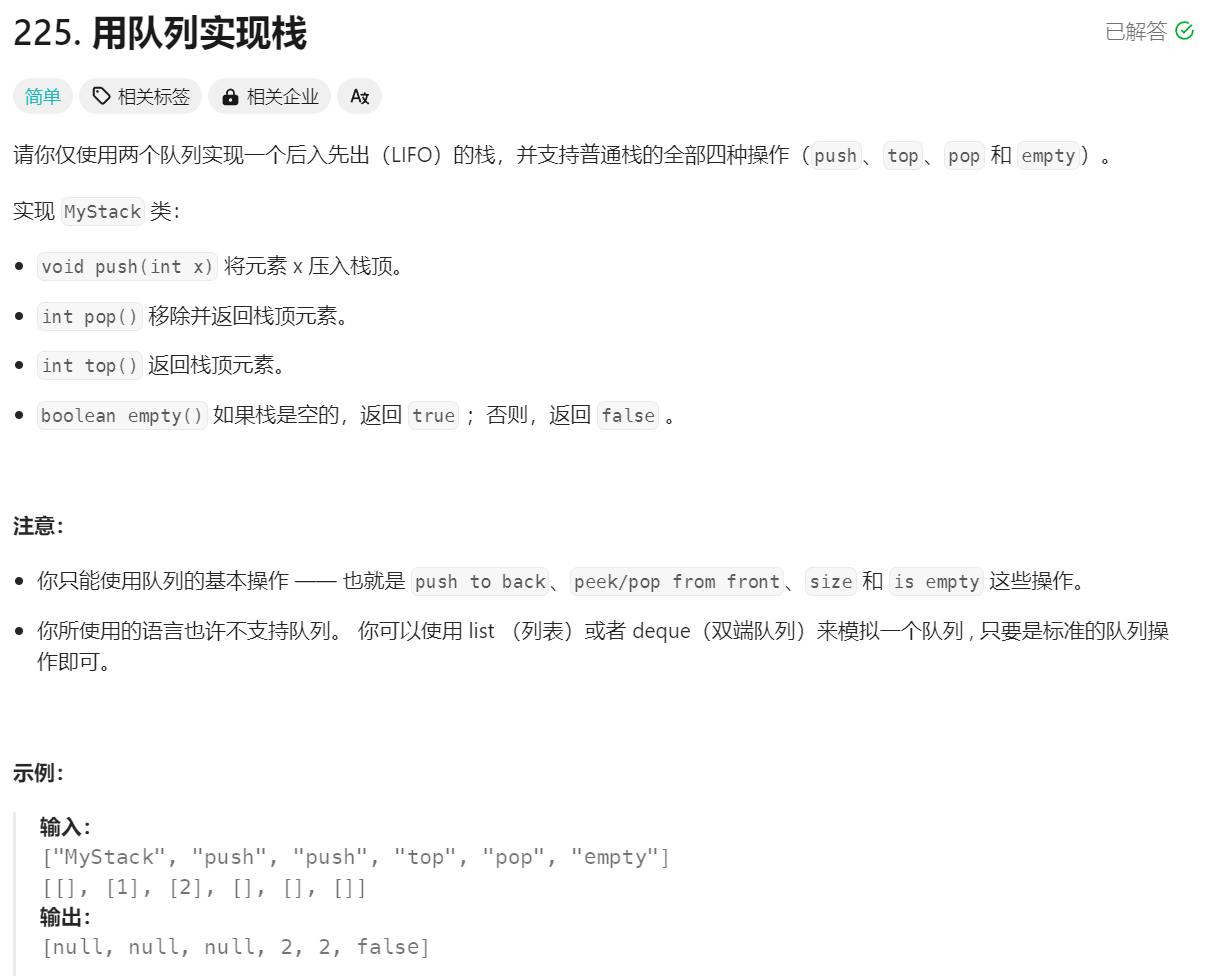 225. 用队列实现栈
已解答
简单 相关标签 相关企业
请你仅使用两个队列实现一个后入先出（LIFO）的栈，并支持普通栈的全部四种操作（push、top、pop 和 empty）。
实现 MyStack 类：
• void push(int x) 将元素 x 压入栈顶。
• int pop() 移除并返回栈顶元素。
• int top() 返回栈顶元素。
• boolean empty() 如果栈是空的，返回 true ；否则，返回 false 。
注意：
• 你只能使用队列的基本操作 —— 也就是 push to back、peek/pop from front、size 和 is empty 这些操作。
• 你所使用的语言也许不支持队列。 你可以使用 list （列表）或者 deque（双端队列）来模拟一个队列 , 只要是标准的队列操
作即可。
示例：
输入：
["MyStack", "push", "push", "top", "pop", "empty"]
[[], [1], [2], [], [], []]
输出：
[null, null, null, 2, 2, false]